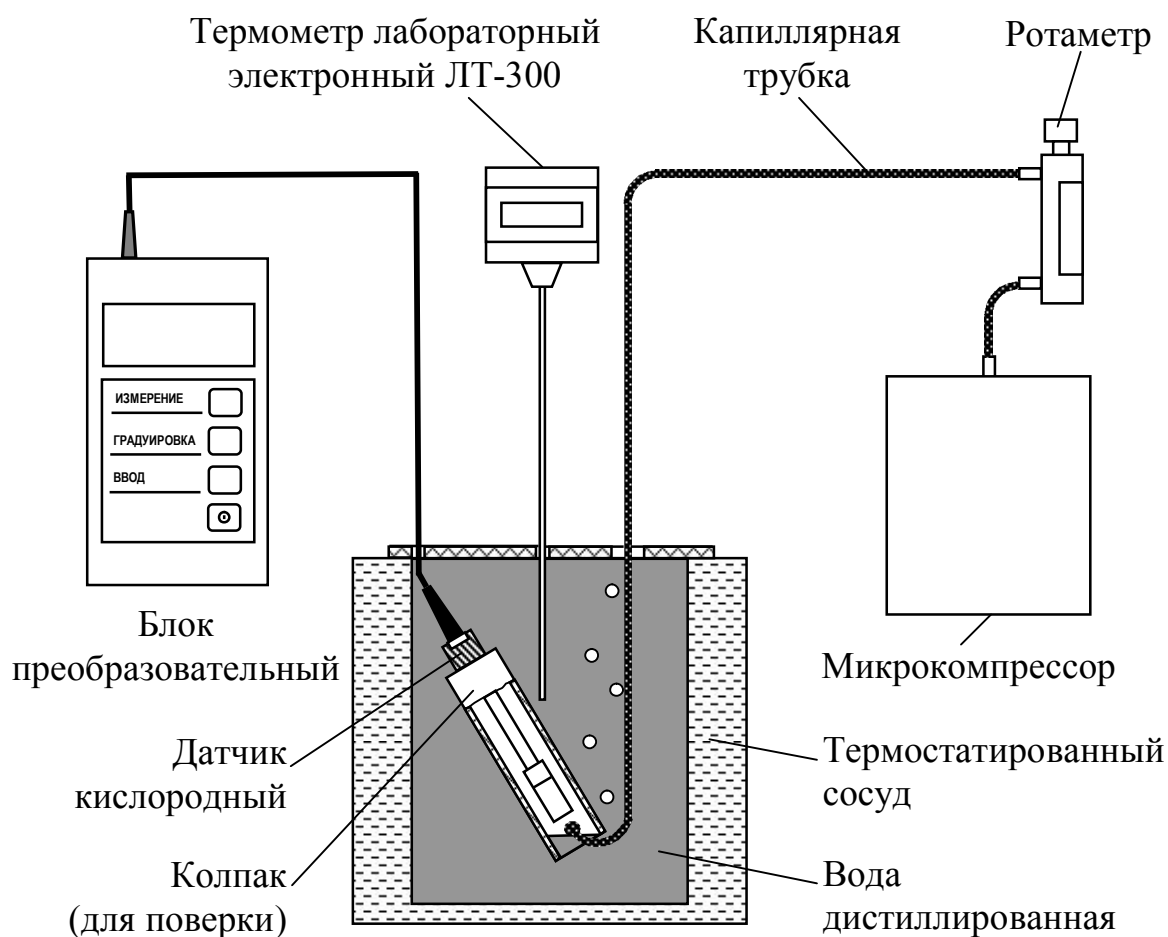 Термометр лабораторный
электронный ЛТ-300
Капиллярная
трубка
Ротаметр
ИЗМЕРЕНИЕ
ГРАДУИРОВКА
ВВОД
Блок
преобразовательный
Микрокомпрессор
Датчик
кислородный
Термостатированный
сосуд
Колпак
(для поверки)
Вода
дистиллированная